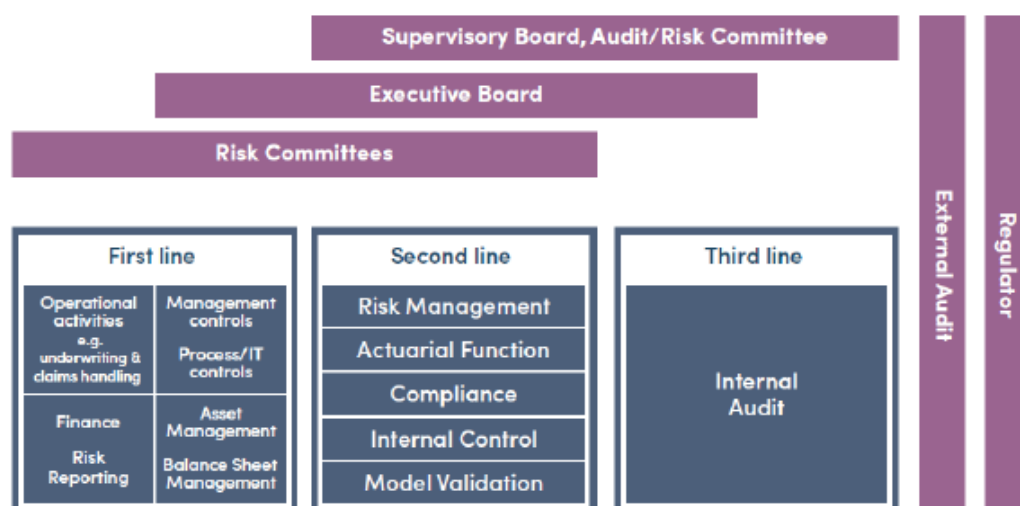 Supervisory Board, Audit/Risk Committee
Executive Board
Risk Committees
First line
Operational
activities
e.g.
underwriting &
claims handling
Management
controls
Process/IT
controls
Finance
Risk
Reporting
Asset
Management
Balance Sheet
Management
Second line
Risk Management
Actuarial Function
Compliance
Internal Control
Model Validation
Third line
Internal
Audit
External Audit
Regulator